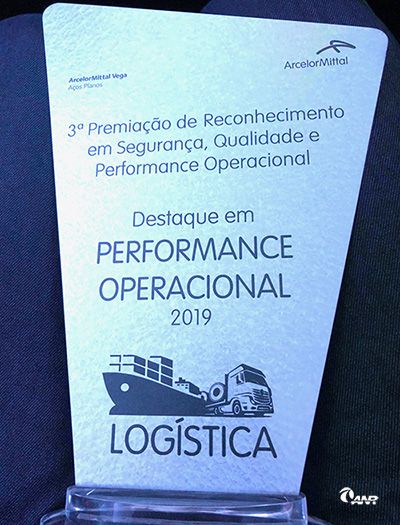 ArcelorMittal Vega
Aços Planos
ArcelorMittal
3ª Premiação de Reconhecimento
em Segurança, Qualidade e
Performance Operacional
Destaque em
PERFORMANCE
OPERACIONAL
2019
LOGÍSTICA
ANR